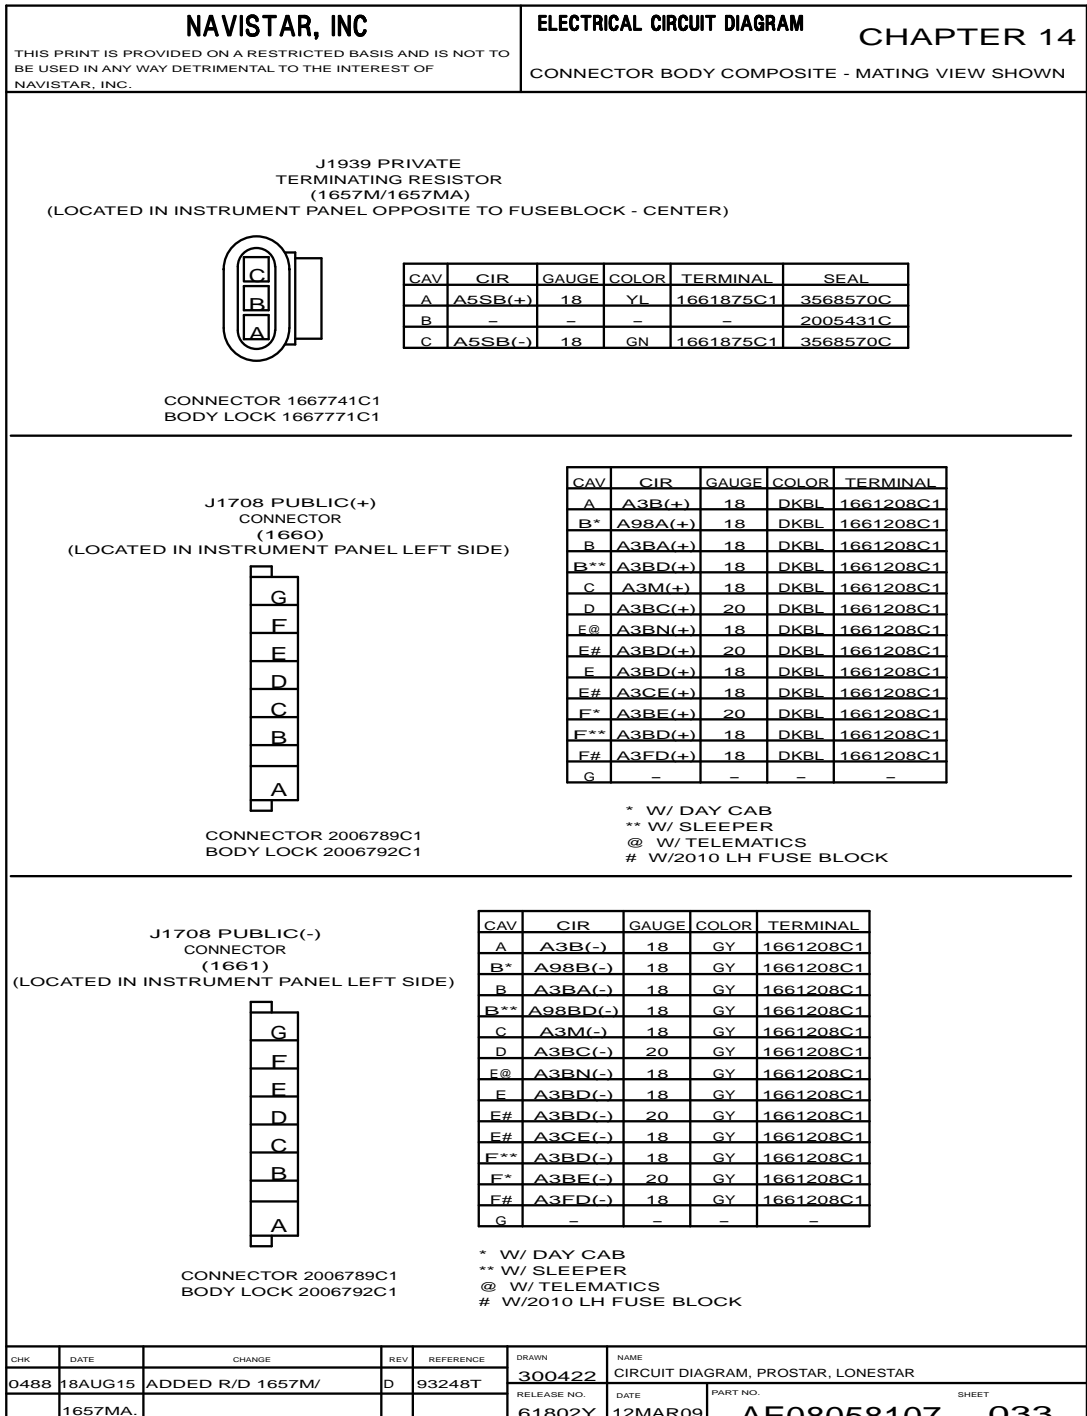 NAVISTAR, INC
THIS PRINT IS PROVIDED ON A RESTRICTED BASIS AND IS NOT TO
BE USED IN ANY WAY DETRIMENTAL TO THE INTEREST OF
NAVISTAR, INC.
ELECTRICAL CIRCUIT DIAGRAM
CHAPTER 14
CONNECTOR BODY COMPOSITE - MATING VIEW SHOWN
J1939 PRIVATE
TERMINATING RESISTOR
(1657M/1657MA)
(LOCATED IN INSTRUMENT PANEL OPPOSITE TO FUSEBLOCK - CENTER)
C
B
A
CAV CIR GAUGE COLOR TERMINAL SEAL
A A5SB(+) 18 YL 1661875C1 3568570C
B – – – – 2005431C
C A5SB(-) 18 GN 1661875C1 3568570C
CONNECTOR 1667741C1
BODY LOCK 1667771C1
J1708 PUBLIC(+)
CONNECTOR
(1660)
(LOCATED IN INSTRUMENT PANEL LEFT SIDE)
G
F
E
D
C
B
A
CONNECTOR 2006789C1
BODY LOCK 2006792C1
CAV CIR GAUGE COLOR TERMINAL
A A3B(+) 18 DKBL 1661208C1
B* A98A(+) 18 DKBL 1661208C1
B A3BA(+) 18 DKBL 1661208C1
B** A3BD(+) 18 DKBL 1661208C1
C A3M(+) 18 DKBL 1661208C1
D A3BC(+) 20 DKBL 1661208C1
E@ A3BN(+) 18 DKBL 1661208C1
E# A3BD(+) 20 DKBL 1661208C1
E A3BD(+) 18 DKBL 1661208C1
E# A3CE(+) 18 DKBL 1661208C1
F* A3BE(+) 20 DKBL 1661208C1
F** A3BD(+) 18 DKBL 1661208C1
F# A3FD(+) 18 DKBL 1661208C1
G – – – –
* W/ DAY CAB
** W/ SLEEPER
@ W/ TELEMATICS
# W/2010 LH FUSE BLOCK
J1708 PUBLIC(-)
CONNECTOR
(1661)
(LOCATED IN INSTRUMENT PANEL LEFT SIDE)
G
F
E
D
C
B
A
CONNECTOR 2006789C1
BODY LOCK 2006792C1
CAV CIR GAUGE COLOR TERMINAL
A A3B(-) 18 GY 1661208C1
B* A98B(-) 18 GY 1661208C1
B A3BA(-) 18 GY 1661208C1
B** A98BD(-) 18 GY 1661208C1
C A3M(-) 18 GY 1661208C1
D A3BC(-) 20 GY 1661208C1
E@ A3BN(-) 18 GY 1661208C1
E A3BD(-) 18 GY 1661208C1
E# A3BD(-) 20 GY 1661208C1
E# A3CE(-) 18 GY 1661208C1
F** A3BD(-) 18 GY 1661208C1
F* A3BE(-) 20 GY 1661208C1
F# A3FD(-) 18 GY 1661208C1
G – – – –
* W/ DAY CAB
** W/ SLEEPER
@ W/ TELEMATICS
# W/2010 LH FUSE BLOCK
CHK DATE CHANGE REV REFERENCE
0488 18AUG15 ADDED R/D 1657M/ D 93248T
1657MA.
DRAWN
300422
NAME
CIRCUIT DIAGRAM, PROSTAR, LONESTAR
RELEASE NO.
61802Y
DATE
12MAR09
PART NO.
AE08058107
SHEET
033